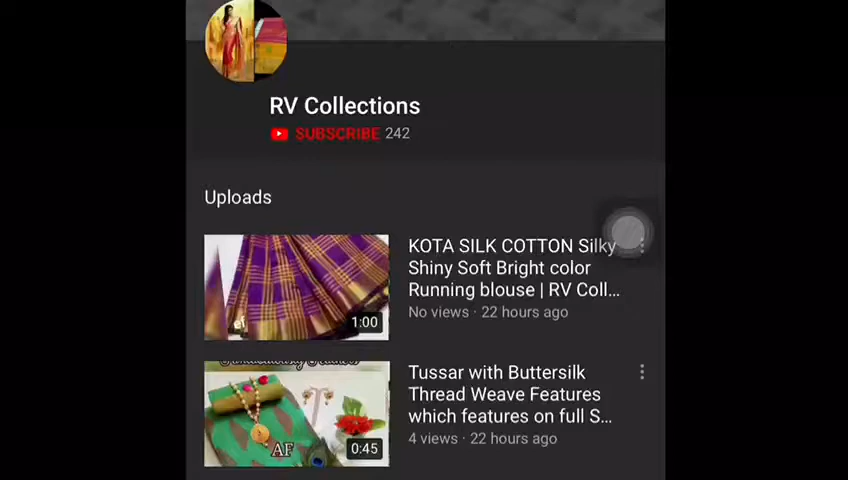 RV Collections
SUBSCRIBE 242
Uploads
KOTA SILK COTTON Silky
Shiny Soft Bright color
Running blouse | RV Coll...
No views · 22 hours ago
1:00
Tussar with Buttersilk
Thread Weave Features
which features on full S...
4 views · 22 hours ago
AF
0:45